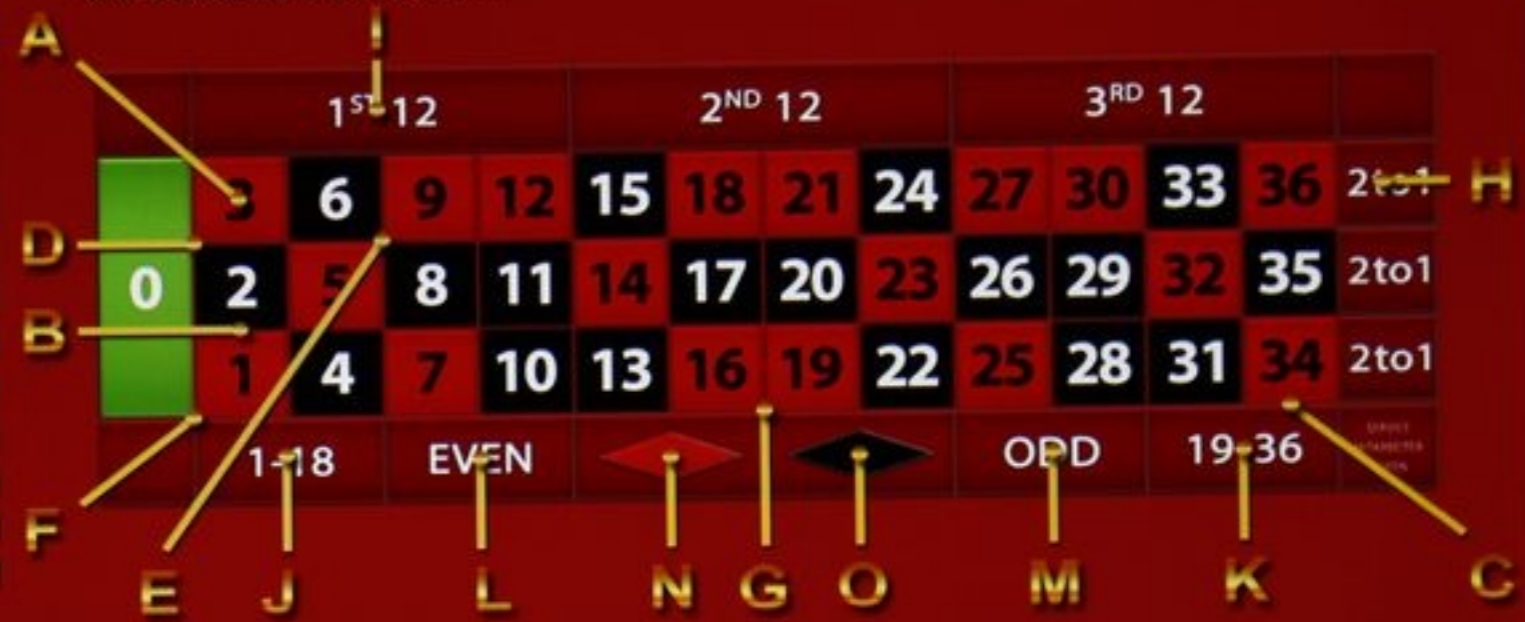 A I
1ST 12 2ND 12 3RD 12
3 6 9 12 15 18 21 24 27 30 33 36 2to1 H
D
0 2 5 8 11 14 17 20 23 26 29 32 35 2to1
B
1 4 7 10 13 16 19 22 25 28 31 34 2to1
1-18 EVEN ODD 19-36
F
E J L N G O M K C